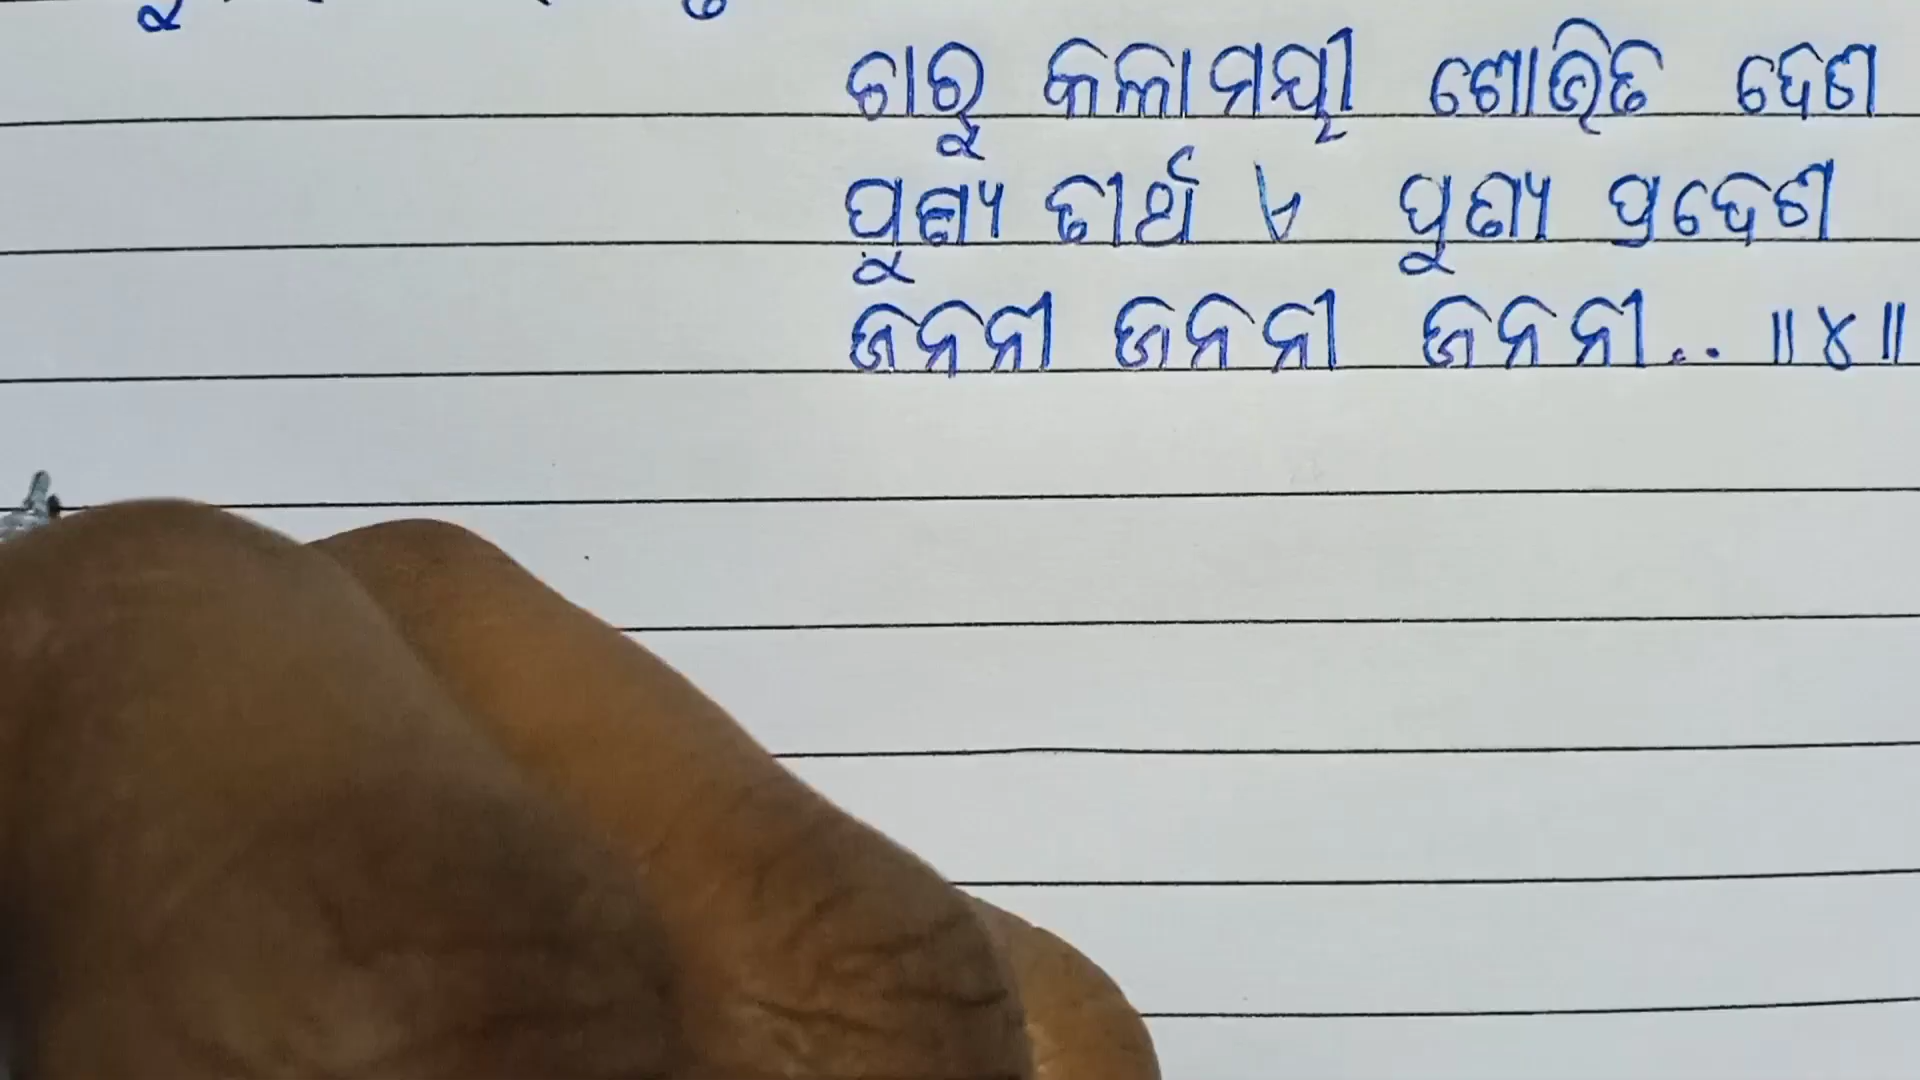 ଚାରୁ କଳାମୟୀ ଶୋଭିତ ଦେଶ
ପୁଣ୍ୟ ତୀର୍ଥ ଏ ପୁଣ୍ୟ ପ୍ରଦେଶ
ଜନନୀ ଜନନୀ ଜନନୀ.. ॥୪॥